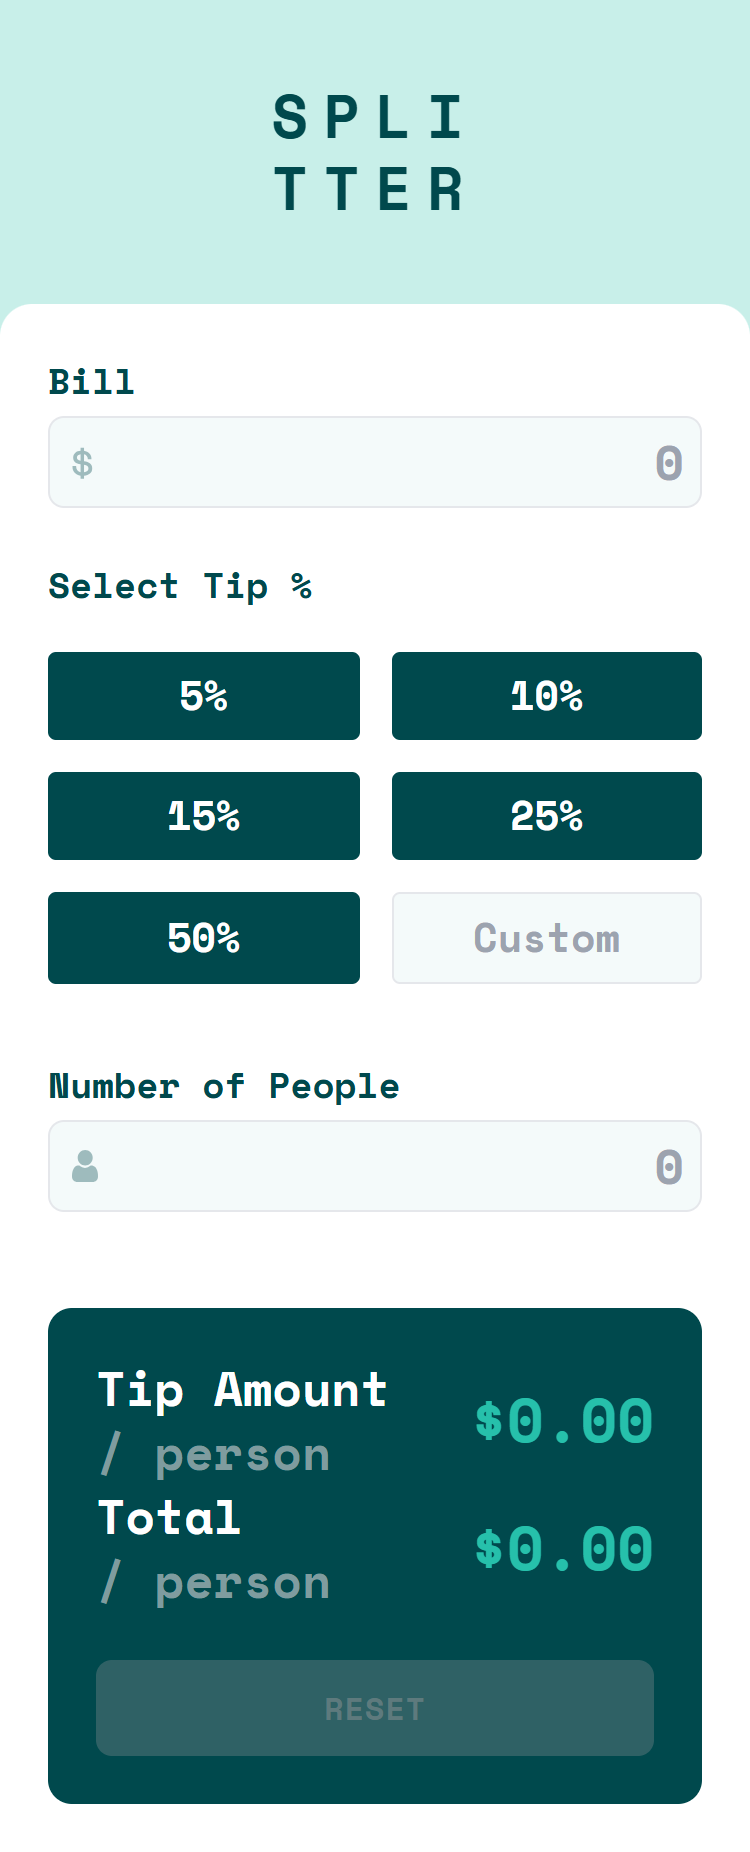 SPLI
TTER
Bill
$ 0
Select Tip %
5% 10%
15% 25%
50% Custom
Number of People
0
Tip Amount
/ person
$0.00
Total
/ person
$0.00
RESET